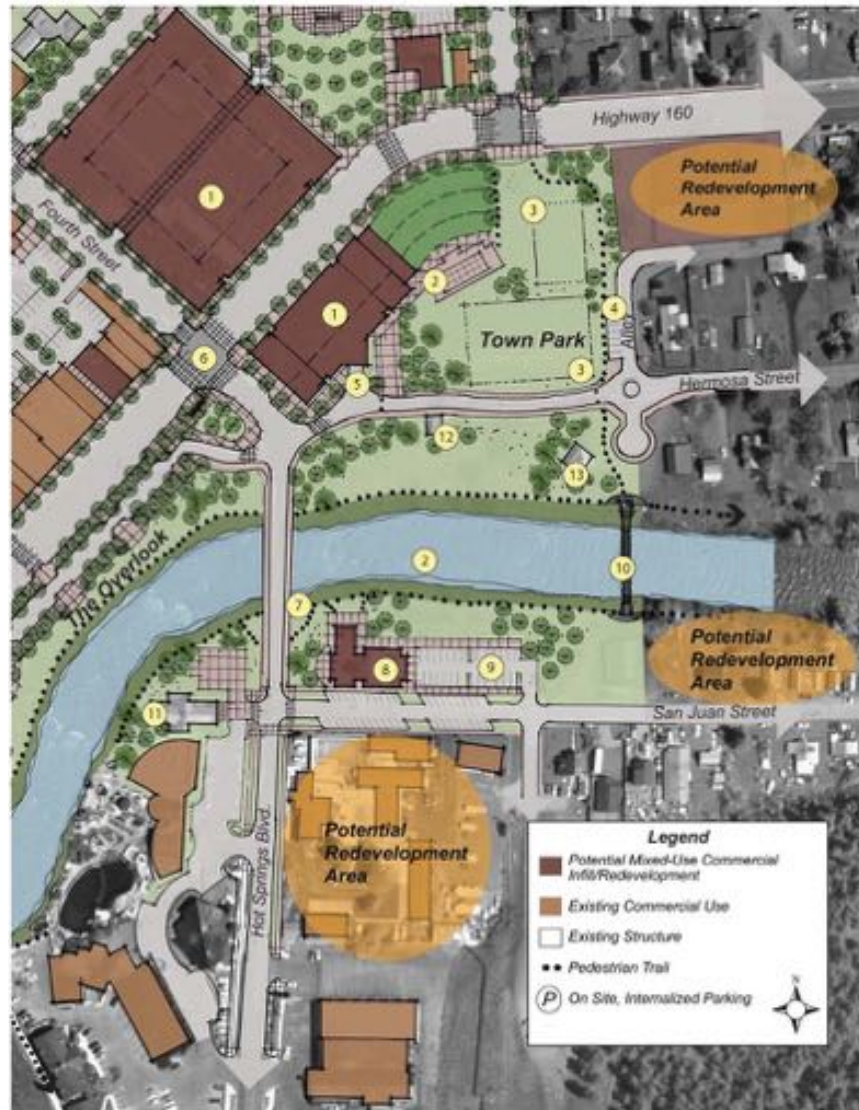 Highway 160
Potential
Redevelopment
Area
1
3
Fourth Street
2
1
4
Alley
Town Park
6
5
3
Hermosa Street
12
13
The Overlook
2
10
7
Potential
Redevelopment
Area
8
9
11
San Juan Street
Potential
Redevelopment
Area
Hot Springs Blvd.
Legend
Potential Mixed-Use Commercial
Infill/Redevelopment
Existing Commercial Use
Existing Structure
Pedestrian Trail
P On Site, Internalized Parking
N